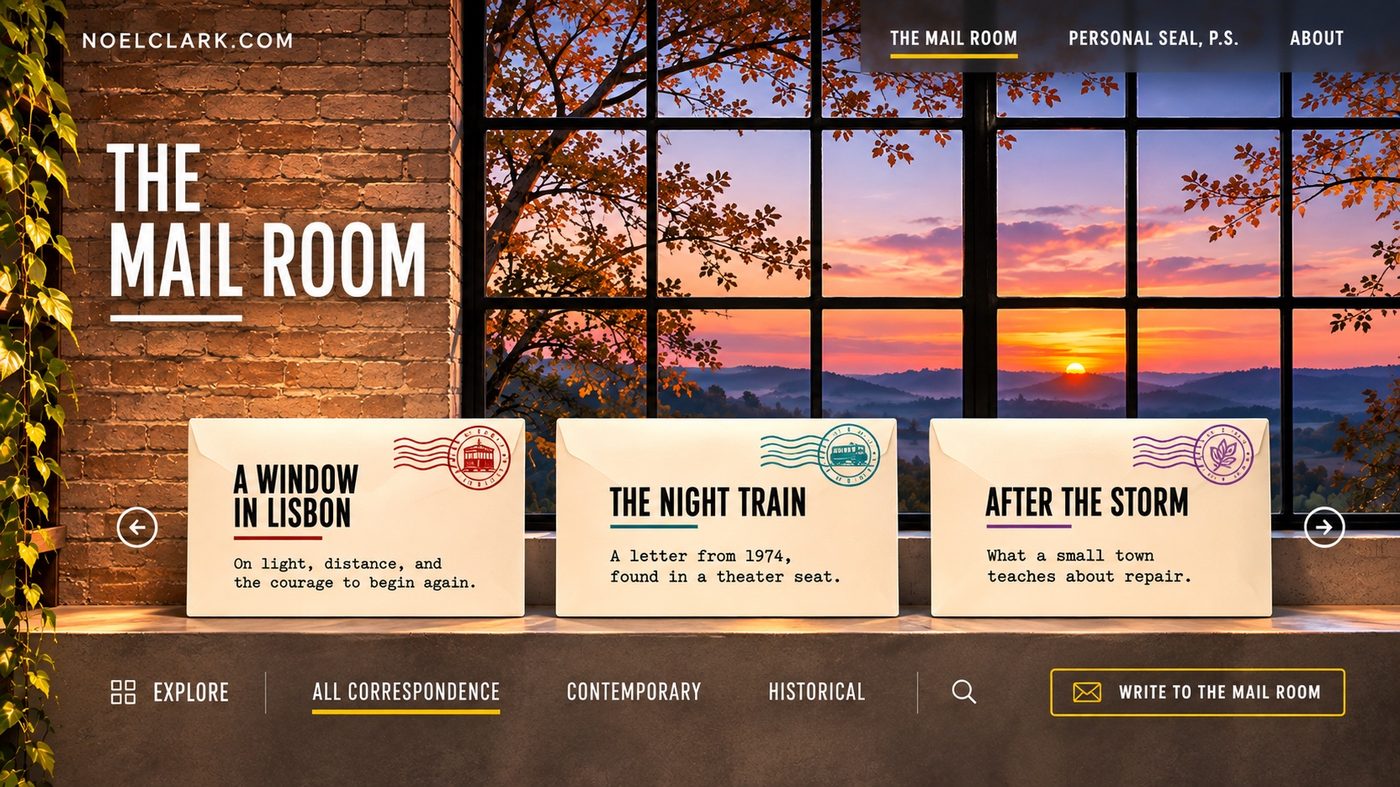 NOELCLARK.COM
THE MAIL ROOM
PERSONAL SEAL, P.S.
ABOUT
THE
MAIL ROOM
A WINDOW
IN LISBON
On light, distance, and
the courage to begin again.
THE NIGHT TRAIN
A letter from 1974,
found in a theater seat.
AFTER THE STORM
What a small town
teaches about repair.
EXPLORE
ALL CORRESPONDENCE
CONTEMPORARY
HISTORICAL
WRITE TO THE MAIL ROOM